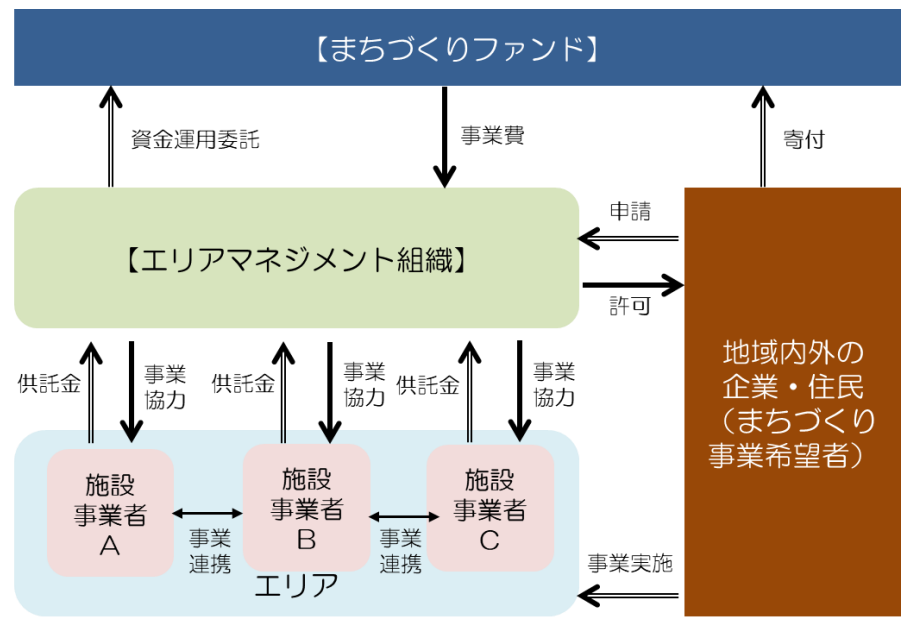 【まちづくりファンド】
資金運用委託
事業費
寄付
申請
【エリアマネジメント組織】
許可
供託金
事業
協力
供託金
事業
協力
供託金
事業
協力
地域内外の
企業・住民
（まちづくり
事業希望者）
施設
事業者
A
施設
事業者
B
施設
事業者
C
事業
連携
事業
連携
エリア
事業実施